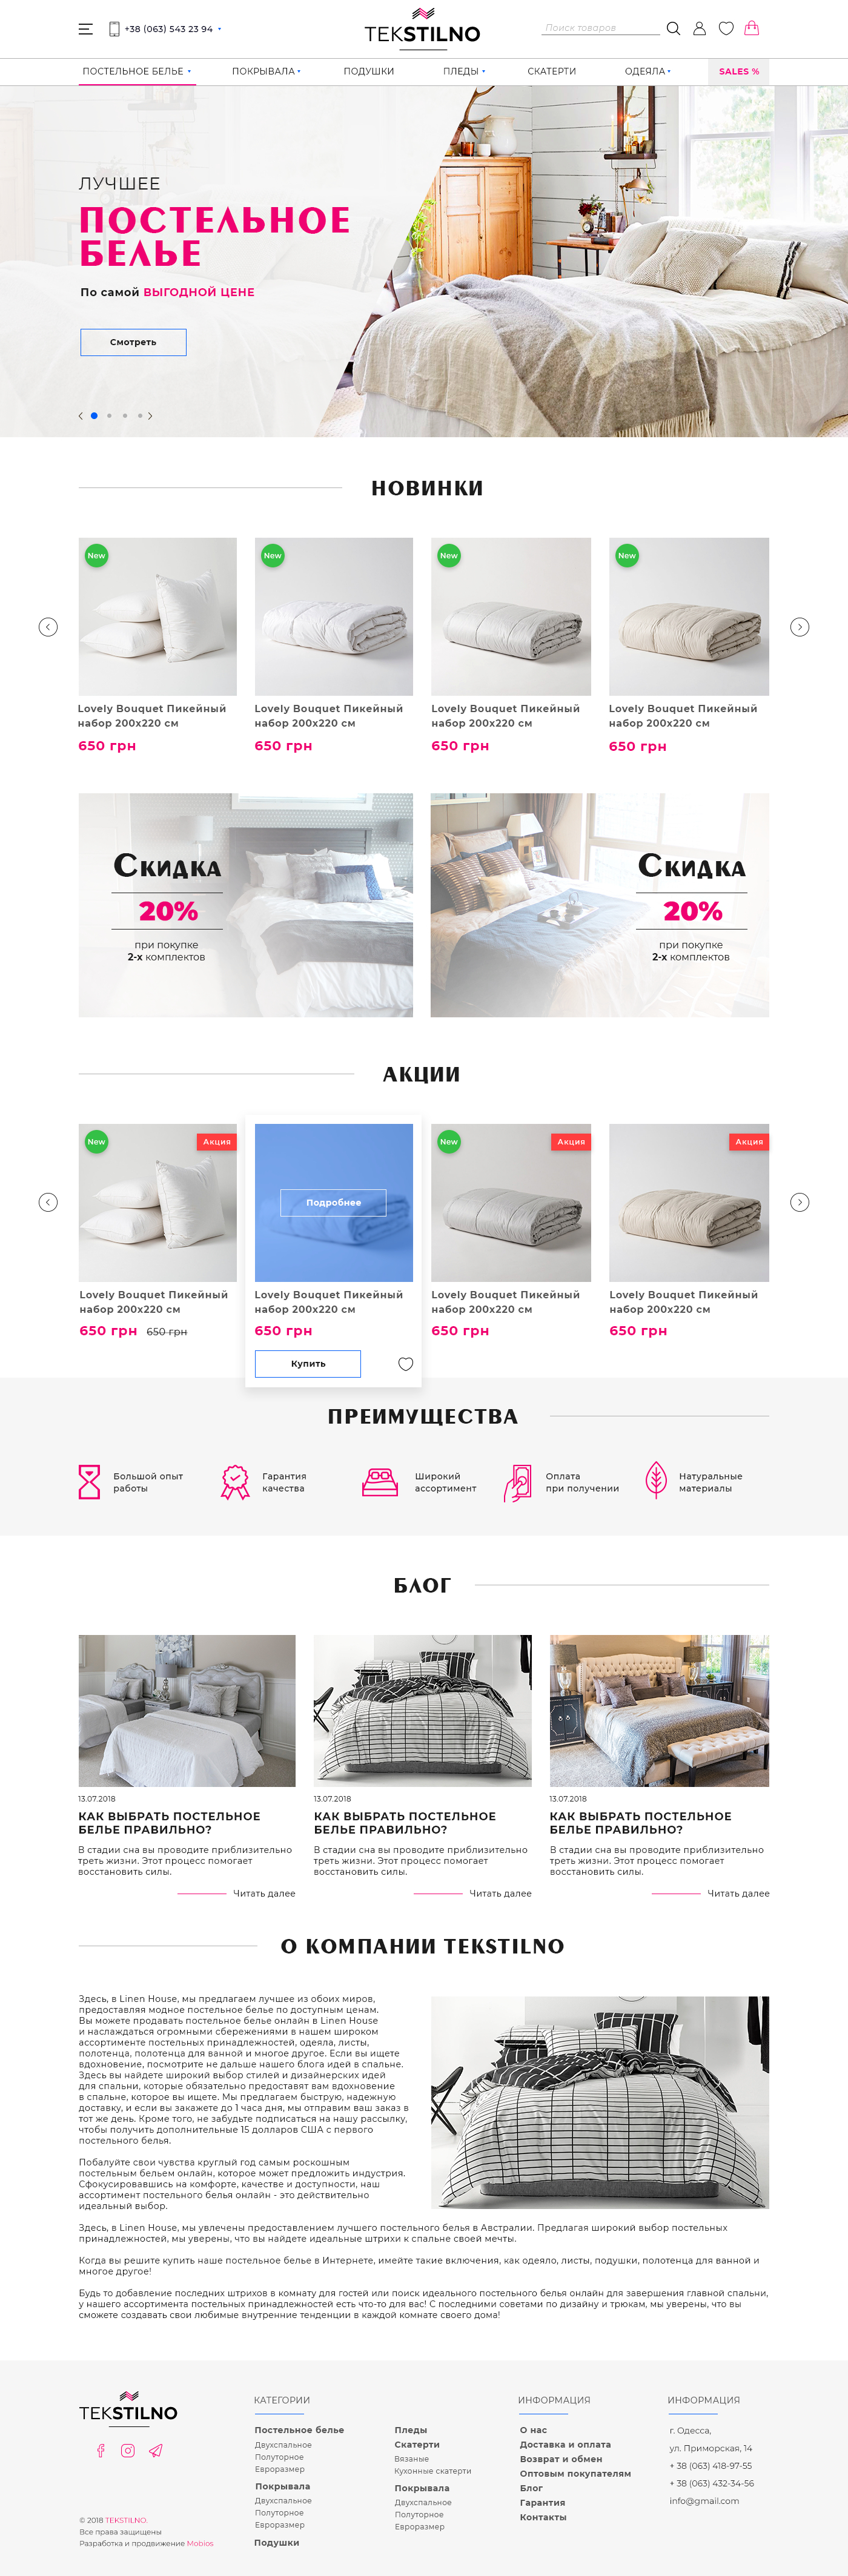 +38 (063) 543 23 94
TEKSTILNO
Поиск товаров
ПОСТЕЛЬНОЕ БЕЛЬЕ ПОКРЫВАЛА ПОДУШКИ ПЛЕДЫ СКАТЕРТИ ОДЕЯЛА SALES %
ЛУЧШЕЕ
ПОСТЕЛЬНОЕ
БЕЛЬЕ
По самой ВЫГОДНОЙ ЦЕНЕ
Смотреть
НОВИНКИ
New New New New
Lovely Bouquet Пикейный
набор 200x220 см
650 грн
Lovely Bouquet Пикейный
набор 200x220 см
650 грн
Lovely Bouquet Пикейный
набор 200x220 см
650 грн
Lovely Bouquet Пикейный
набор 200x220 см
650 грн
Скидка
20%
при покупке
2-х комплектов
Скидка
20%
при покупке
2-х комплектов
АКЦИИ
New Акция
Lovely Bouquet Пикейный
набор 200x220 см
650 грн 650 грн
Подробнее
Lovely Bouquet Пикейный
набор 200x220 см
650 грн
Купить
New Акция
Lovely Bouquet Пикейный
набор 200x220 см
650 грн
Акция
Lovely Bouquet Пикейный
набор 200x220 см
650 грн
ПРЕИМУЩЕСТВА
Большой опыт
работы
Гарантия
качества
Широкий
ассортимент
Оплата
при получении
Натуральные
материалы
БЛОГ
13.07.2018
КАК ВЫБРАТЬ ПОСТЕЛЬНОЕ
БЕЛЬЕ ПРАВИЛЬНО?
В стадии сна вы проводите приблизительно
треть жизни. Этот процесс помогает
восстановить силы.
Читать далее
13.07.2018
КАК ВЫБРАТЬ ПОСТЕЛЬНОЕ
БЕЛЬЕ ПРАВИЛЬНО?
В стадии сна вы проводите приблизительно
треть жизни. Этот процесс помогает
восстановить силы.
Читать далее
13.07.2018
КАК ВЫБРАТЬ ПОСТЕЛЬНОЕ
БЕЛЬЕ ПРАВИЛЬНО?
В стадии сна вы проводите приблизительно
треть жизни. Этот процесс помогает
восстановить силы.
Читать далее
О КОМПАНИИ TEKSTILNO
Здесь, в Linen House, мы предлагаем лучшее из обоих миров,
предоставляя модное постельное белье по доступным ценам.
Вы можете продавать постельное белье онлайн в Linen House
и наслаждаться огромными сбережениями в нашем широком
ассортименте постельных принадлежностей, одеяла, листы,
полотенца, полотенца для ванной и многое другое. Если вы ищете
вдохновение, посмотрите не дальше нашего блога идей в спальне.
Здесь вы найдете широкий выбор стилей и дизайнерских идей
для спальни, которые обязательно предоставят вам вдохновение
в спальне, которое вы ищете. Мы предлагаем быструю, надежную
доставку, и если вы закажете до 1 часа дня, мы отправим ваш заказ в
тот же день. Кроме того, не забудьте подписаться на нашу рассылку,
чтобы получить дополнительные 15 долларов США с первого
постельного белья.
Побалуйте свои чувства круглый год самым роскошным
постельным бельем онлайн, которое может предложить индустрия.
Сфокусировавшись на комфорте, качестве и доступности, наш
ассортимент постельного белья онлайн - это действительно
идеальный выбор.
Здесь, в Linen House, мы увлечены предоставлением лучшего постельного белья в Австралии. Предлагая широкий выбор постельных
принадлежностей, мы уверены, что вы найдете идеальные штрихи к спальне своей мечты.
Когда вы решите купить наше постельное белье в Интернете, имейте такие включения, как одеяло, листы, подушки, полотенца для ванной и
многое другое!
Будь то добавление последних штрихов в комнату для гостей или поиск идеального постельного белья онлайн для завершения главной спальни,
у нашего ассортимента постельных принадлежностей есть что-то для вас! С последними советами по дизайну и трюкам, мы уверены, что вы
сможете создавать свои любимые внутренние тенденции в каждой комнате своего дома!
TEKSTILNO
© 2018 TEKSTILNO.
Все права защищены
Разработка и продвижение Mobios
КАТЕГОРИИ
Постельное белье
Двухспальное
Полуторное
Евроразмер
Покрывала
Двухспальное
Полуторное
Евроразмер
Подушки
Пледы
Скатерти
Вязаные
Кухонные скатерти
Покрывала
Двухспальное
Полуторное
Евроразмер
ИНФОРМАЦИЯ
О нас
Доставка и оплата
Возврат и обмен
Оптовым покупателям
Блог
Гарантия
Контакты
ИНФОРМАЦИЯ
г. Одесса,
ул. Приморская, 14
+ 38 (063) 418-97-55
+ 38 (063) 432-34-56
info@gmail.com